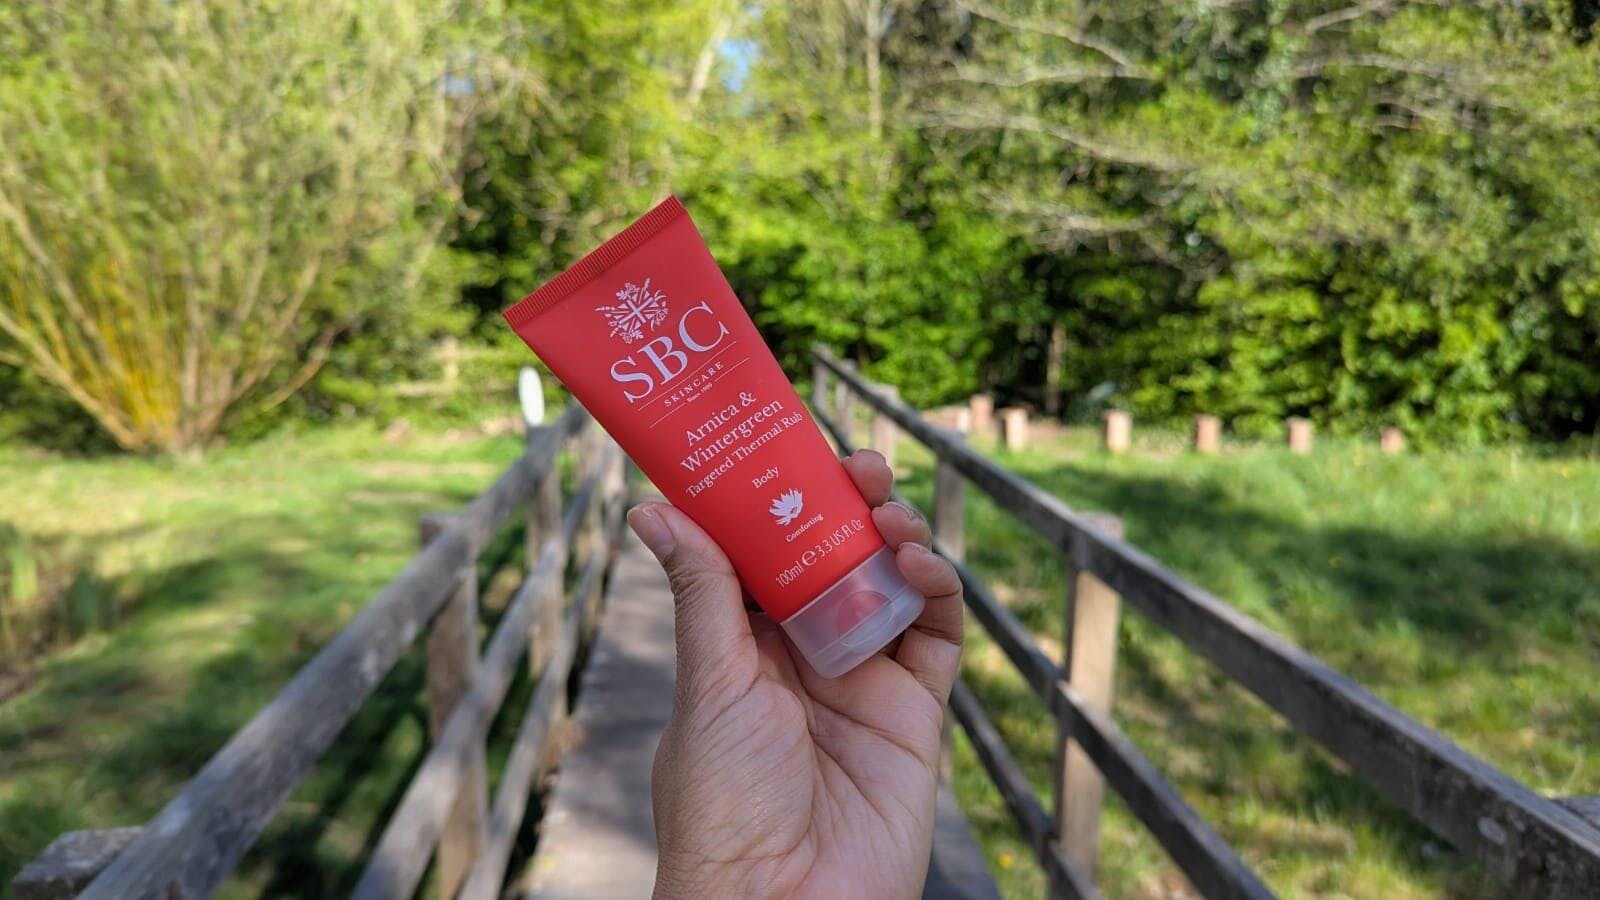 SBC
SKINCARE
Since 1990
Arnica &
Wintergreen
Targeted Thermal Rub
Body
Comforting
100ml ℮ 3.3 US Fl. Oz